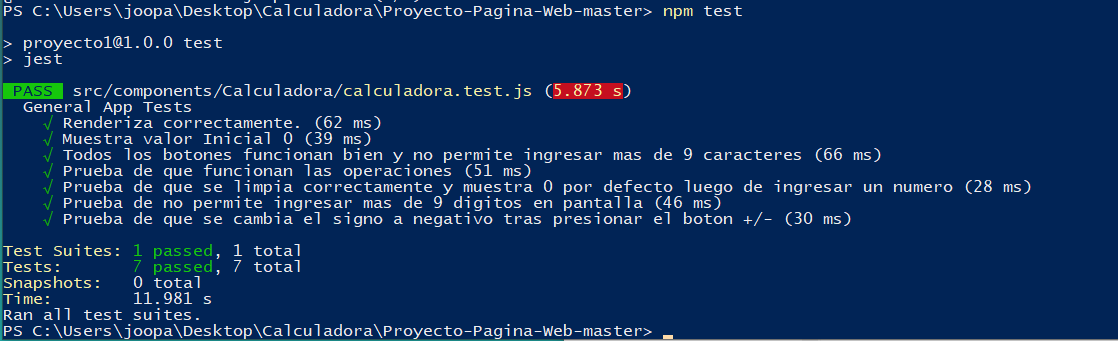 PS C:\Users\joopa\Desktop\Calculadora\Proyecto-Pagina-Web-master> npm test
> proyecto1@1.0.0 test
> jest
PASS src/components/Calculadora/calculadora.test.js (5.873 s)
General App Tests
√ Renderiza correctamente. (62 ms)
√ Muestra valor Inicial 0 (39 ms)
√ Todos los botones funcionan bien y no permite ingresar mas de 9 caracteres (66 ms)
√ Prueba de que funcionan las operaciones (51 ms)
√ Prueba de que se limpia correctamente y muestra 0 por defecto luego de ingresar un numero (28 ms)
√ Prueba de no permite ingresar mas de 9 digitos en pantalla (46 ms)
√ Prueba de que se cambia el signo a negativo tras presionar el boton +/- (30 ms)
Test Suites: 1 passed, 1 total
Tests: 7 passed, 7 total
Snapshots: 0 total
Time: 11.981 s
Ran all test suites.
PS C:\Users\joopa\Desktop\Calculadora\Proyecto-Pagina-Web-master>